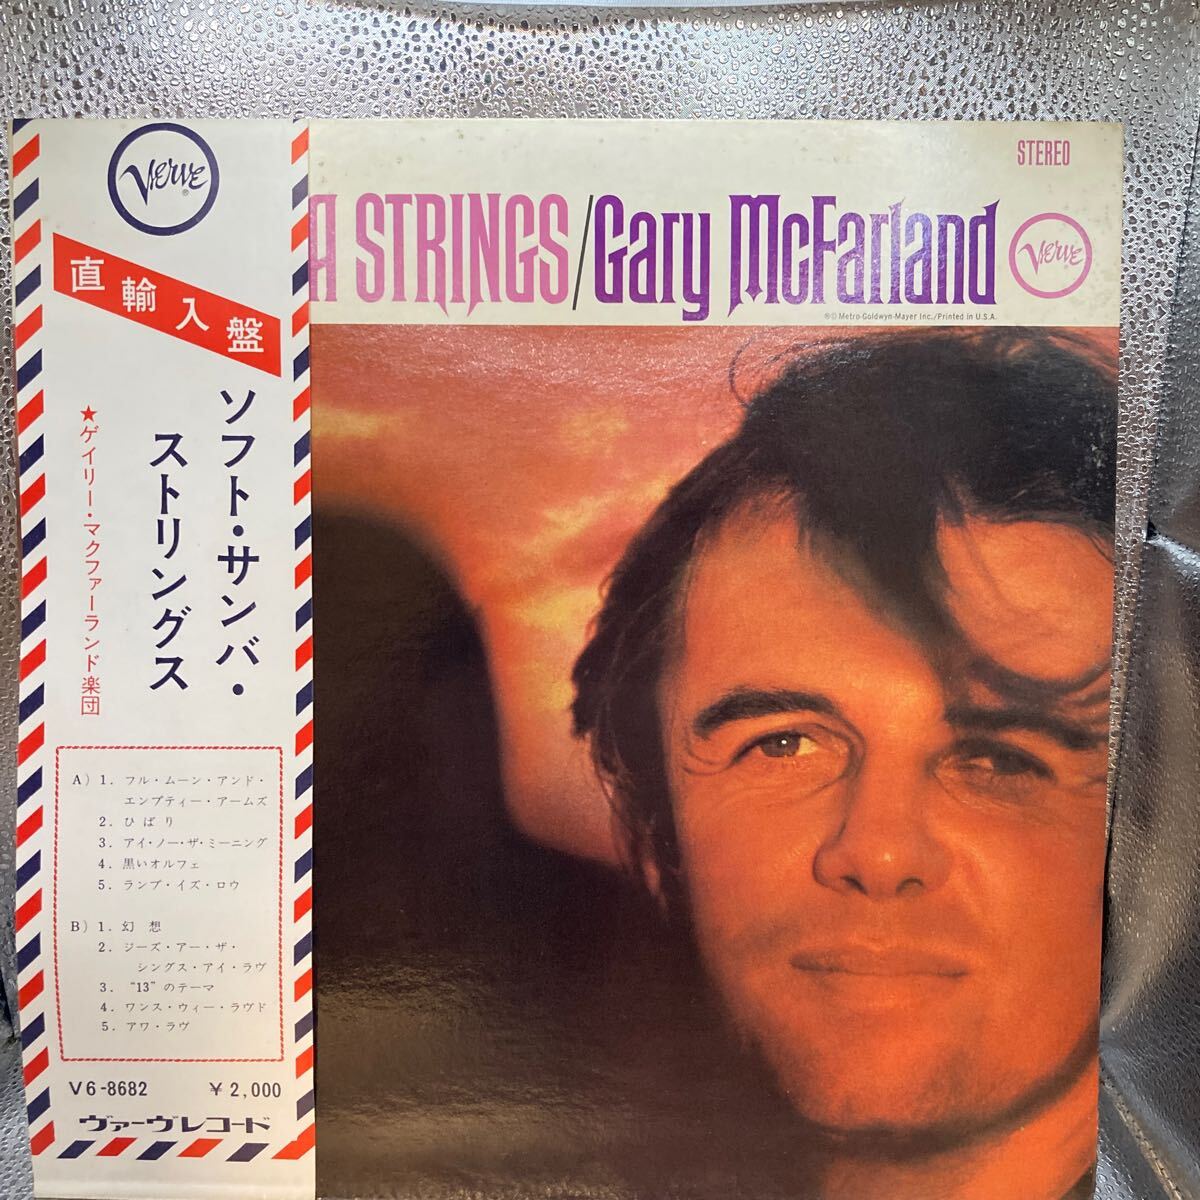 Verve
直輸入盤
ソフト・サンバ・
ストリングス
★ゲイリー・マクファーランド楽団
A) 1. フル・ムーン・アンド・
エンプティー・アームズ
2. ひばり
3. アイ・ノー・ザ・ミーニング
4. 黒いオルフェ
5. ランプ・イズ・ロウ
B) 1. 幻想
2. ジーズ・アー・ザ・
シングス・アイ・ラヴ
3. “13”のテーマ
4. ワンス・ウィー・ラヴド
5. アワ・ラヴ
V6-8682 ￥2,000
ヴァーヴレコード
STEREO
A STRINGS/Gary McFarland
Verve
®© Metro-Goldwyn-Mayer Inc./Printed in U.S.A.